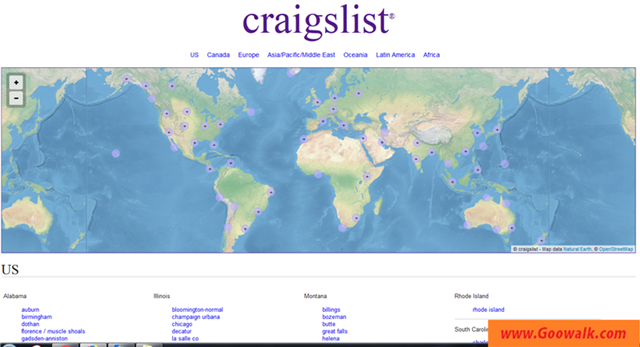 craigslist®
US Canada Europe Asia/Pacific/Middle East Oceania Latin America Africa
+
−
© craigslist - Map data Natural Earth, © OpenStreetMap
US
Alabama
auburn
birmingham
dothan
florence / muscle shoals
gadsden-anniston
Illinois
bloomington-normal
champaign urbana
chicago
decatur
la salle co
Montana
billings
bozeman
butte
great falls
helena
Rhode Island
rhode island
South Carolina
www.Goowalk.com